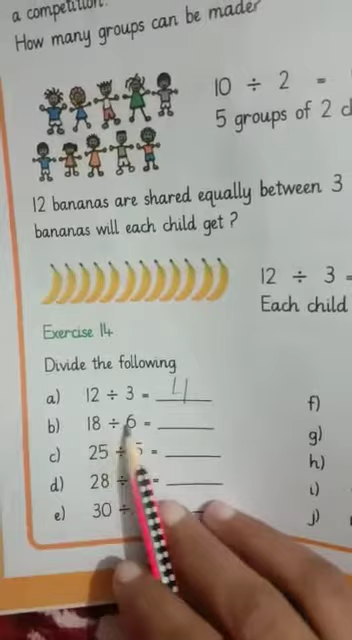 a competition.
How many groups can be made?
10 ÷ 2 =
5 groups of 2
12 bananas are shared equally between 3
bananas will each child get?
12 ÷ 3 =
Each child
Exercise 14
Divide the following
a) 12 ÷ 3 = 4
b) 18 ÷ 6 =
c) 25 ÷ 5 =
d) 28 ÷ =
e) 30 ÷
f)
g)
h)
i)
j)